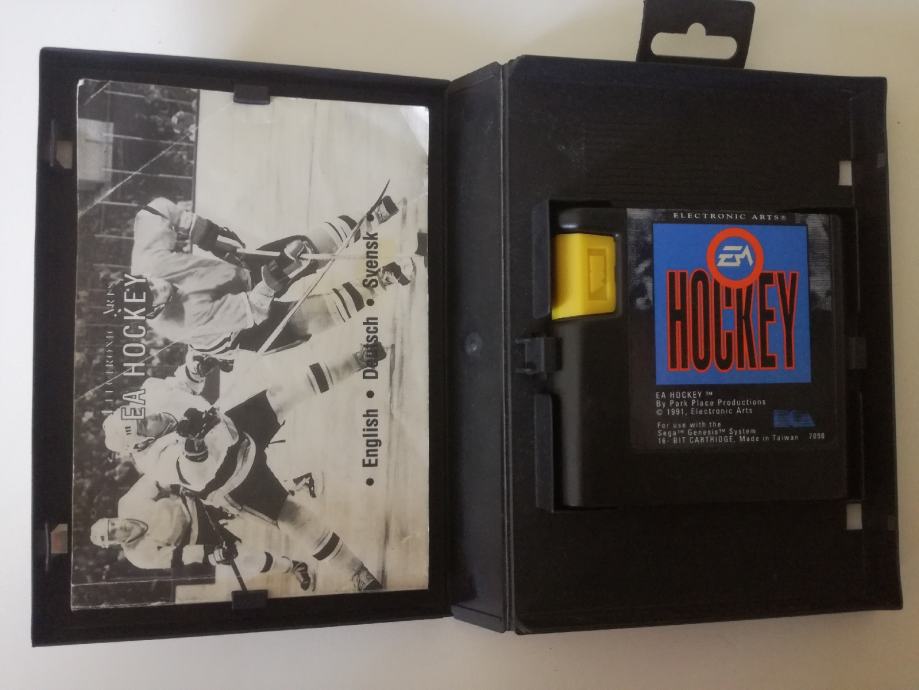 ELECTRONIC ARTS
EA HOCKEY
• English • Deutsch • Svensk •
ELECTRONIC ARTS®
EA
HOCKEY
EA HOCKEY™
By Park Place Productions
© 1991, Electronic Arts
For use with the
Sega™ Genesis™ System
16-BIT CARTRIDGE, Made in Taiwan 7050